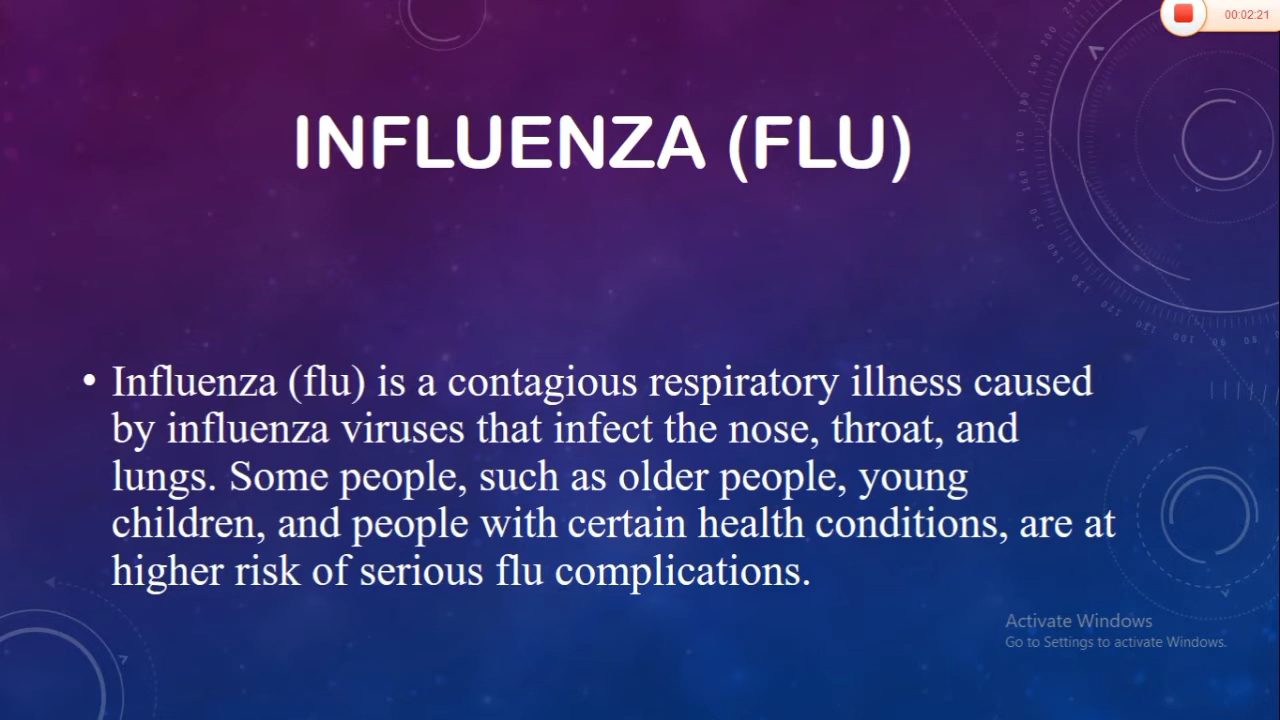 00:02:21
INFLUENZA (FLU)
• Influenza (flu) is a contagious respiratory illness caused
by influenza viruses that infect the nose, throat, and
lungs. Some people, such as older people, young
children, and people with certain health conditions, are at
higher risk of serious flu complications.
Activate Windows
Go to Settings to activate Windows.